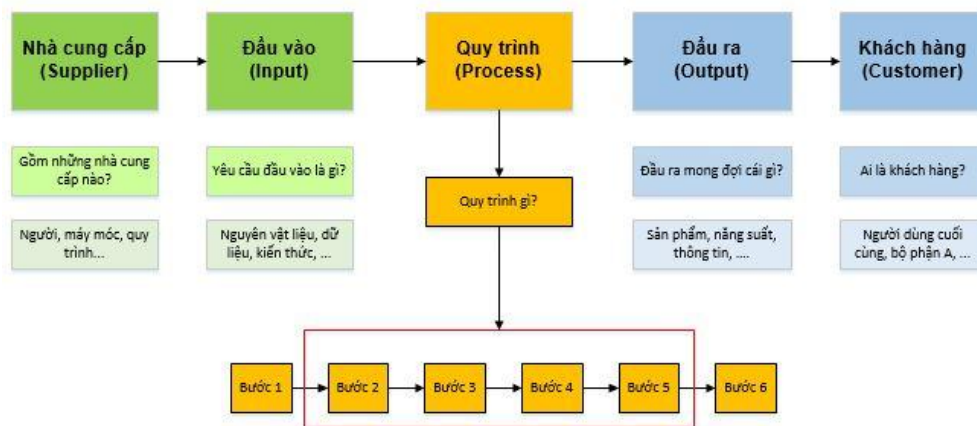 Nhà cung cấp
(Supplier)
Đầu vào
(Input)
Quy trình
(Process)
Đầu ra
(Output)
Khách hàng
(Customer)
Gồm những nhà cung
cấp nào?
Yêu cầu đầu vào là gì?
Quy trình gì?
Đầu ra mong đợi cái gì?
Ai là khách hàng?
Người, máy móc, quy
trình...
Nguyên vật liệu, dữ
liệu, kiến thức, ...
Sản phẩm, năng suất,
thông tin, ....
Người dùng cuối
cùng, bộ phận A, ...
Bước 1
Bước 2
Bước 3
Bước 4
Bước 5
Bước 6